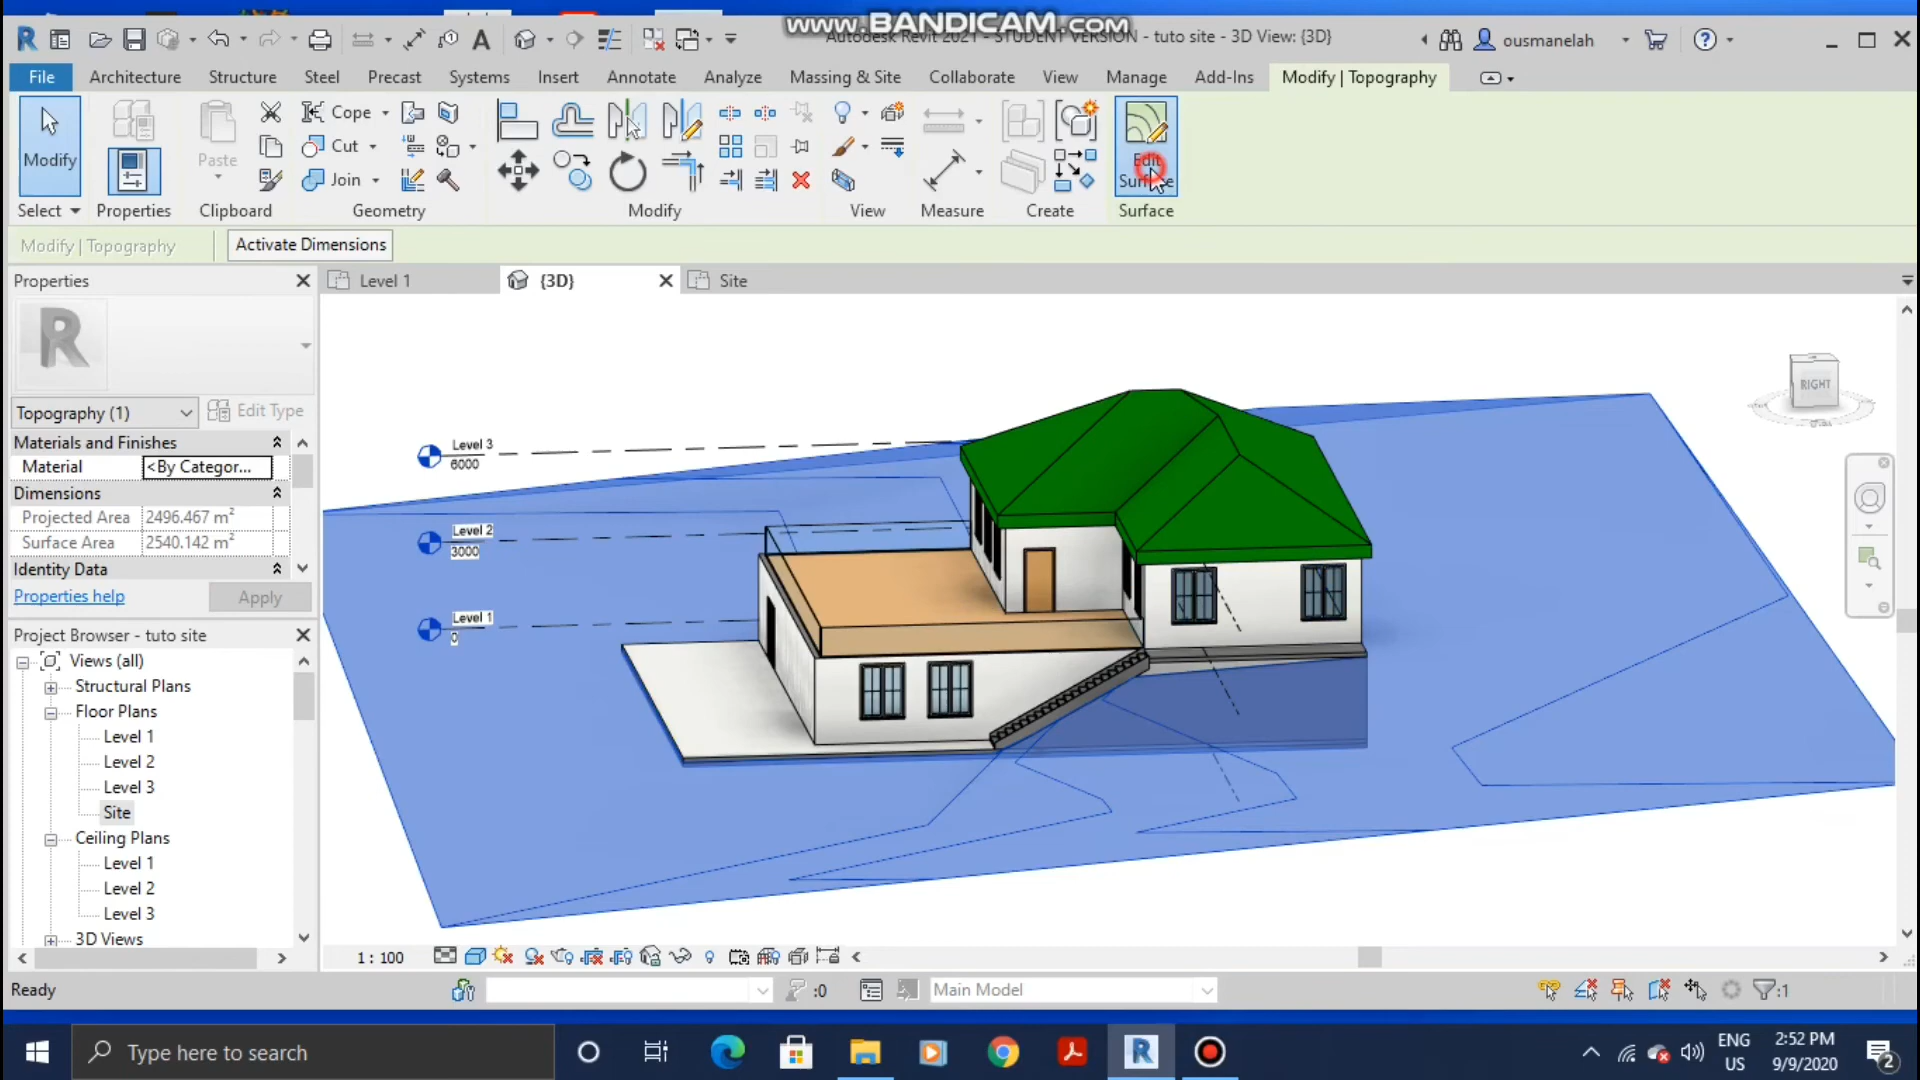 www.BANDICAM.com
Autodesk Revit 2021 - STUDENT VERSION - tuto site - 3D View: {3D}
ousmanelah
File Architecture Structure Steel Precast Systems Insert Annotate Analyze Massing & Site Collaborate View Manage Add-Ins Modify | Topography
Modify
Paste
Cope
Cut
Join
Edit
Surface
Select Properties Clipboard Geometry Modify View Measure Create Surface
Modify | Topography Activate Dimensions
Properties
Level 1 {3D} Site
R
Topography (1) Edit Type
Materials and Finishes
Material <By Categor...
Dimensions
Projected Area 2496.467 m²
Surface Area 2540.142 m²
Identity Data
Properties help Apply
Project Browser - tuto site
Views (all)
Structural Plans
Floor Plans
Level 1
Level 2
Level 3
Site
Ceiling Plans
Level 1
Level 2
Level 3
3D Views
Level 3
6000
Level 2
3000
Level 1
0
RIGHT
1 : 100
Ready
:0
Main Model
:1
Type here to search
R
ENG
US
2:52 PM
9/9/2020
2